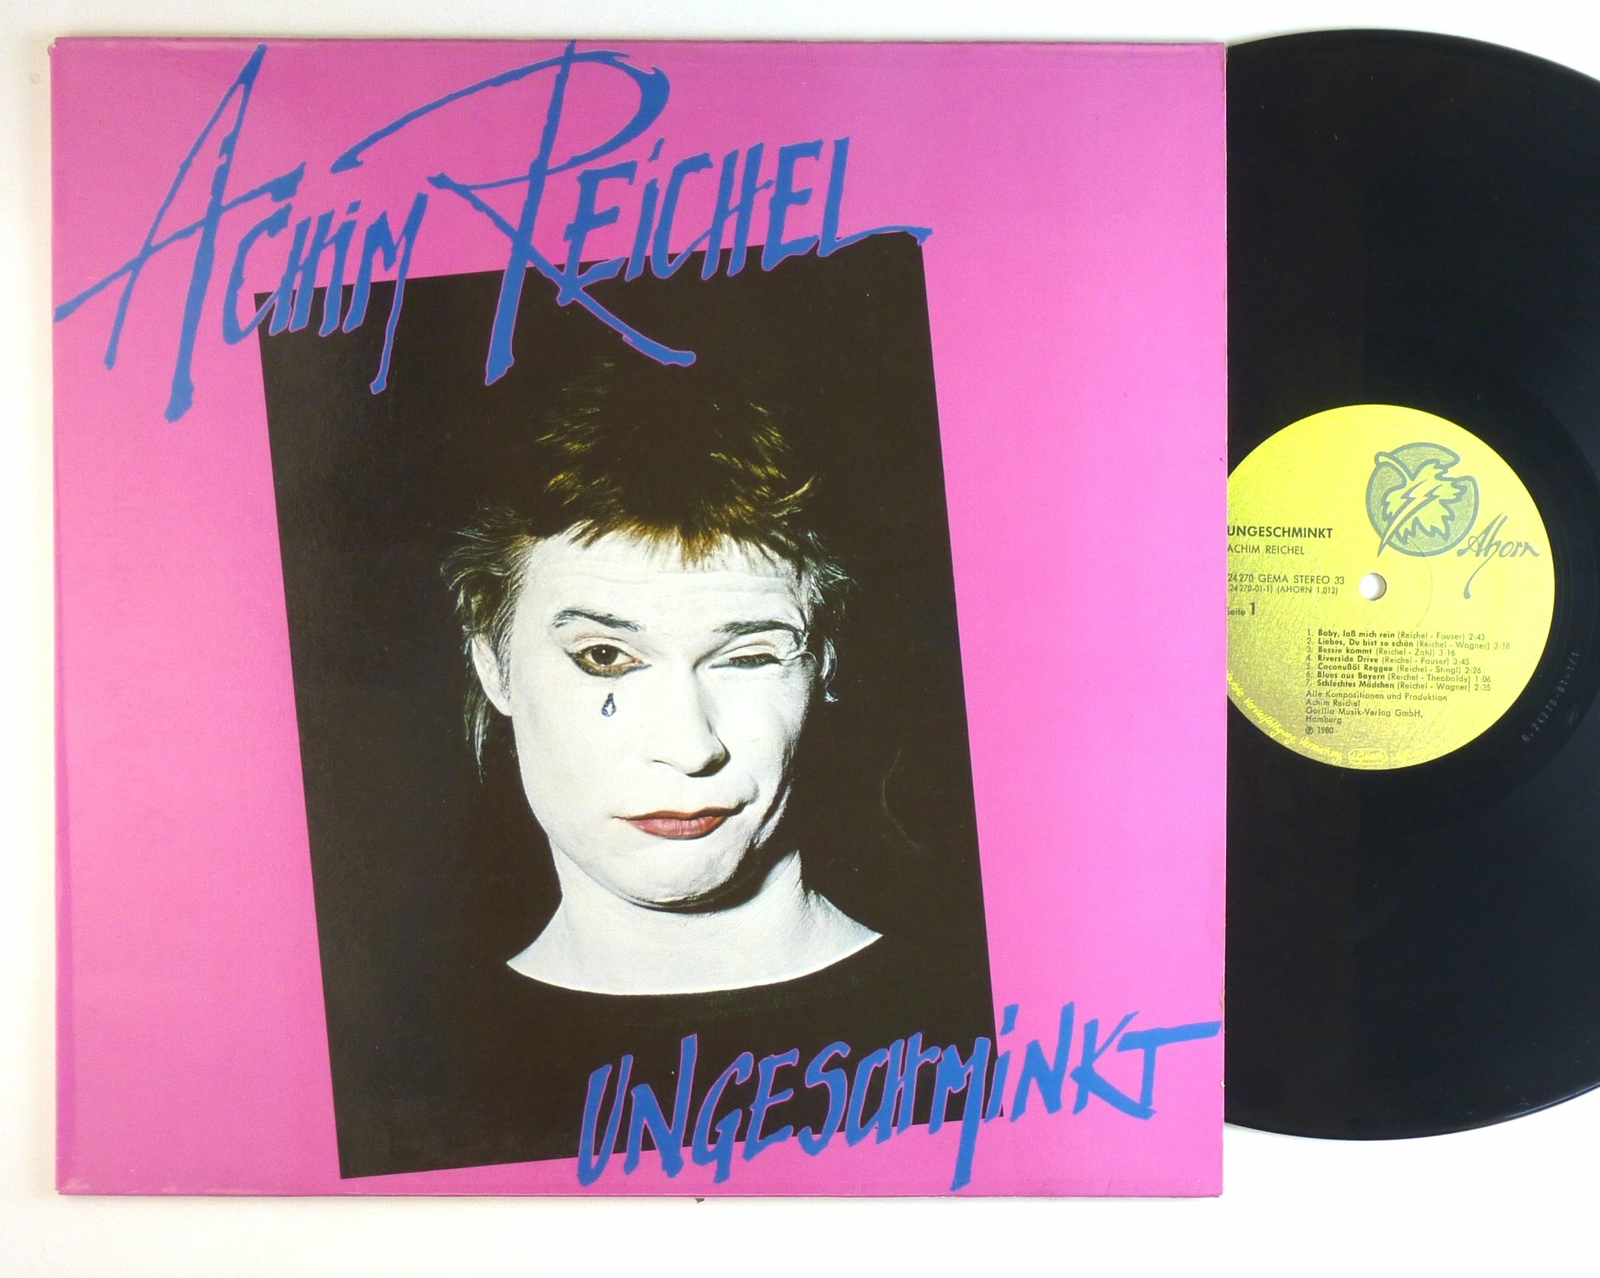 ACHiM REiCHEL
UNGESCHMiNKT
UNGESCHMINKT
ACHIM REICHEL
Ahorn
24270 GEMA STEREO 33
24 270-01-1) (AHORN 1.012)
Seite 1
1. Baby, laß mich rein (Reichel - Fauser) 2:43
2. Liebes, Du bist so schön (Reichel - Wagner) 3:18
3. Bessie kommt (Reichel - Zahl) 3:16
4. Riverside Drive (Reichel - Fauser) 3:45
5. Coconußöl Reggae (Reichel - Stingl) 2:26
6. Blues aus Bayern (Reichel - Theobaldy) 1:06
7. Schlechtes Mädchen (Reichel - Wagner) 2:35
Alle Kompositionen und Produktion
Achim Reichel
Gorilla Musik-Verlag GmbH,
Hamburg
℗ 1980